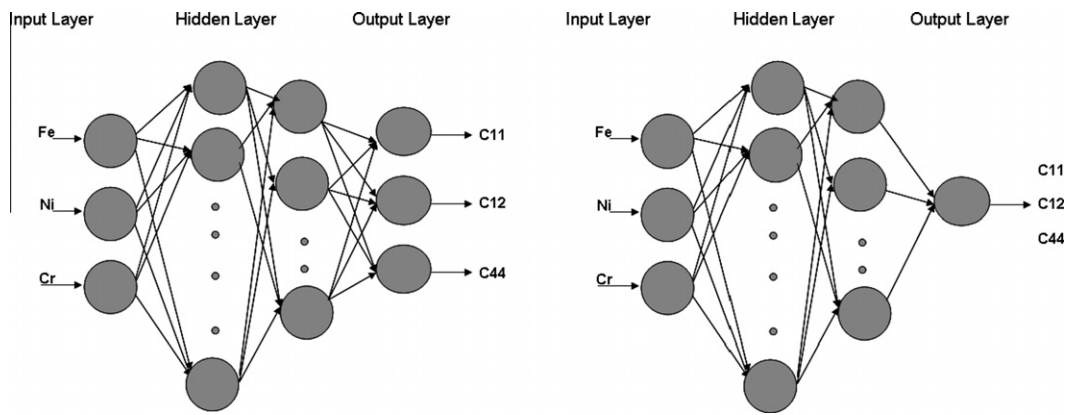 Input Layer Hidden Layer Output Layer
Fe
Ni
Cr
C11
C12
C44
Input Layer Hidden Layer Output Layer
Fe
Ni
Cr
C11
C12
C44